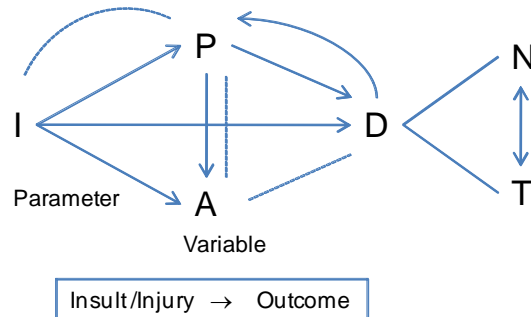 P
N
I
D
Parameter
A
T
Variable
Insult/Injury → Outcome